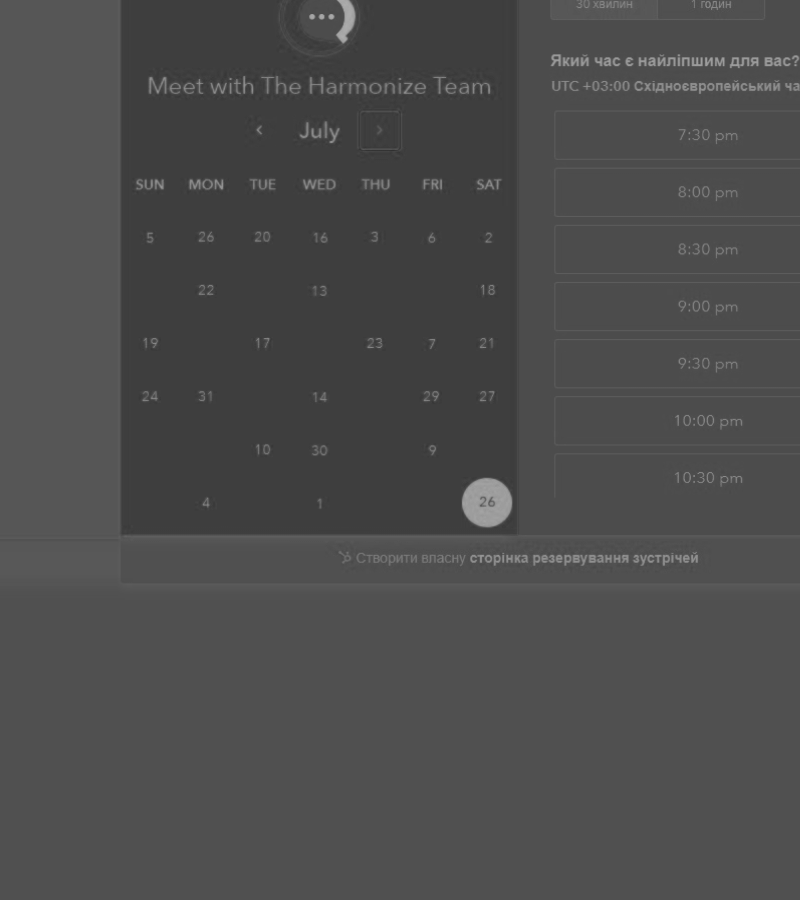 30 хвилин 1 годин
Meet with The Harmonize Team
July
SUN MON TUE WED THU FRI SAT
5 26 20 16 3 6 2
22 13 18
19 17 23 7 21
24 31 14 29 27
10 30 9
4 1 26
Який час є найліпшим для вас?
UTC +03:00 Східноєвропейський ча
7:30 pm
8:00 pm
8:30 pm
9:00 pm
9:30 pm
10:00 pm
10:30 pm
Створити власну сторінка резервування зустрічей